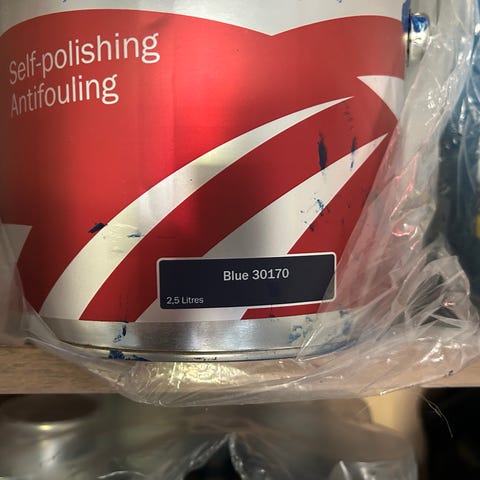 Self-polishing
Antifouling
Blue 30170
2,5 Litres